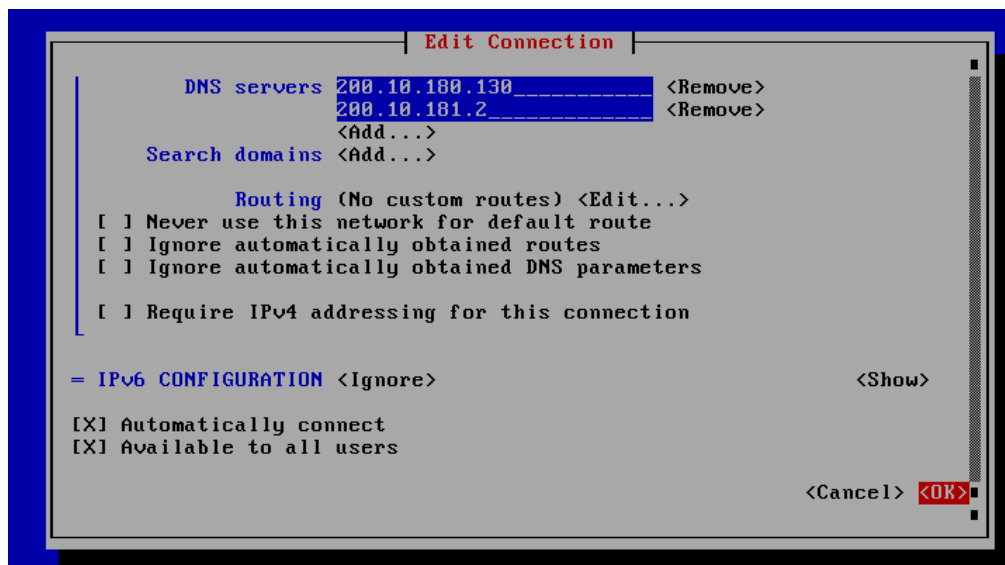 Edit Connection
DNS servers 200.10.180.130___________ <Remove>
200.10.181.2_____________ <Remove>
<Add...>
Search domains <Add...>
Routing (No custom routes) <Edit...>
[ ] Never use this network for default route
[ ] Ignore automatically obtained routes
[ ] Ignore automatically obtained DNS parameters
[ ] Require IPv4 addressing for this connection
= IPv6 CONFIGURATION <Ignore> <Show>
[X] Automatically connect
[X] Available to all users
<Cancel> <OK>